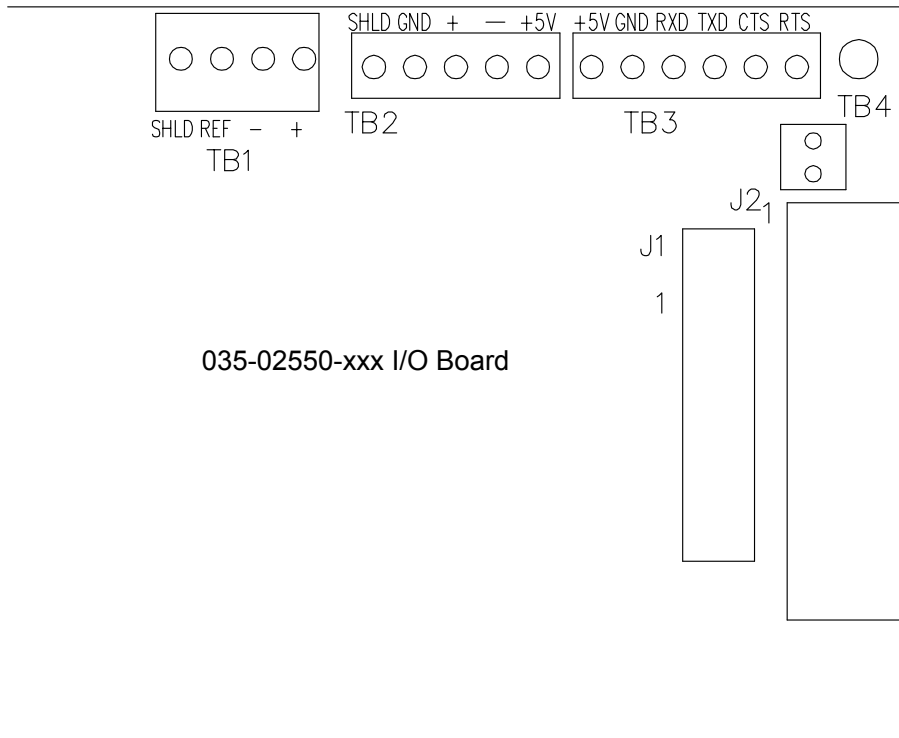 SHLD GND + — +5V
+5V GND RXD TXD CTS RTS
TB4
TB2
TB3
SHLD REF – +
TB1
J2
1
J1
1
035-02550-xxx I/O Board